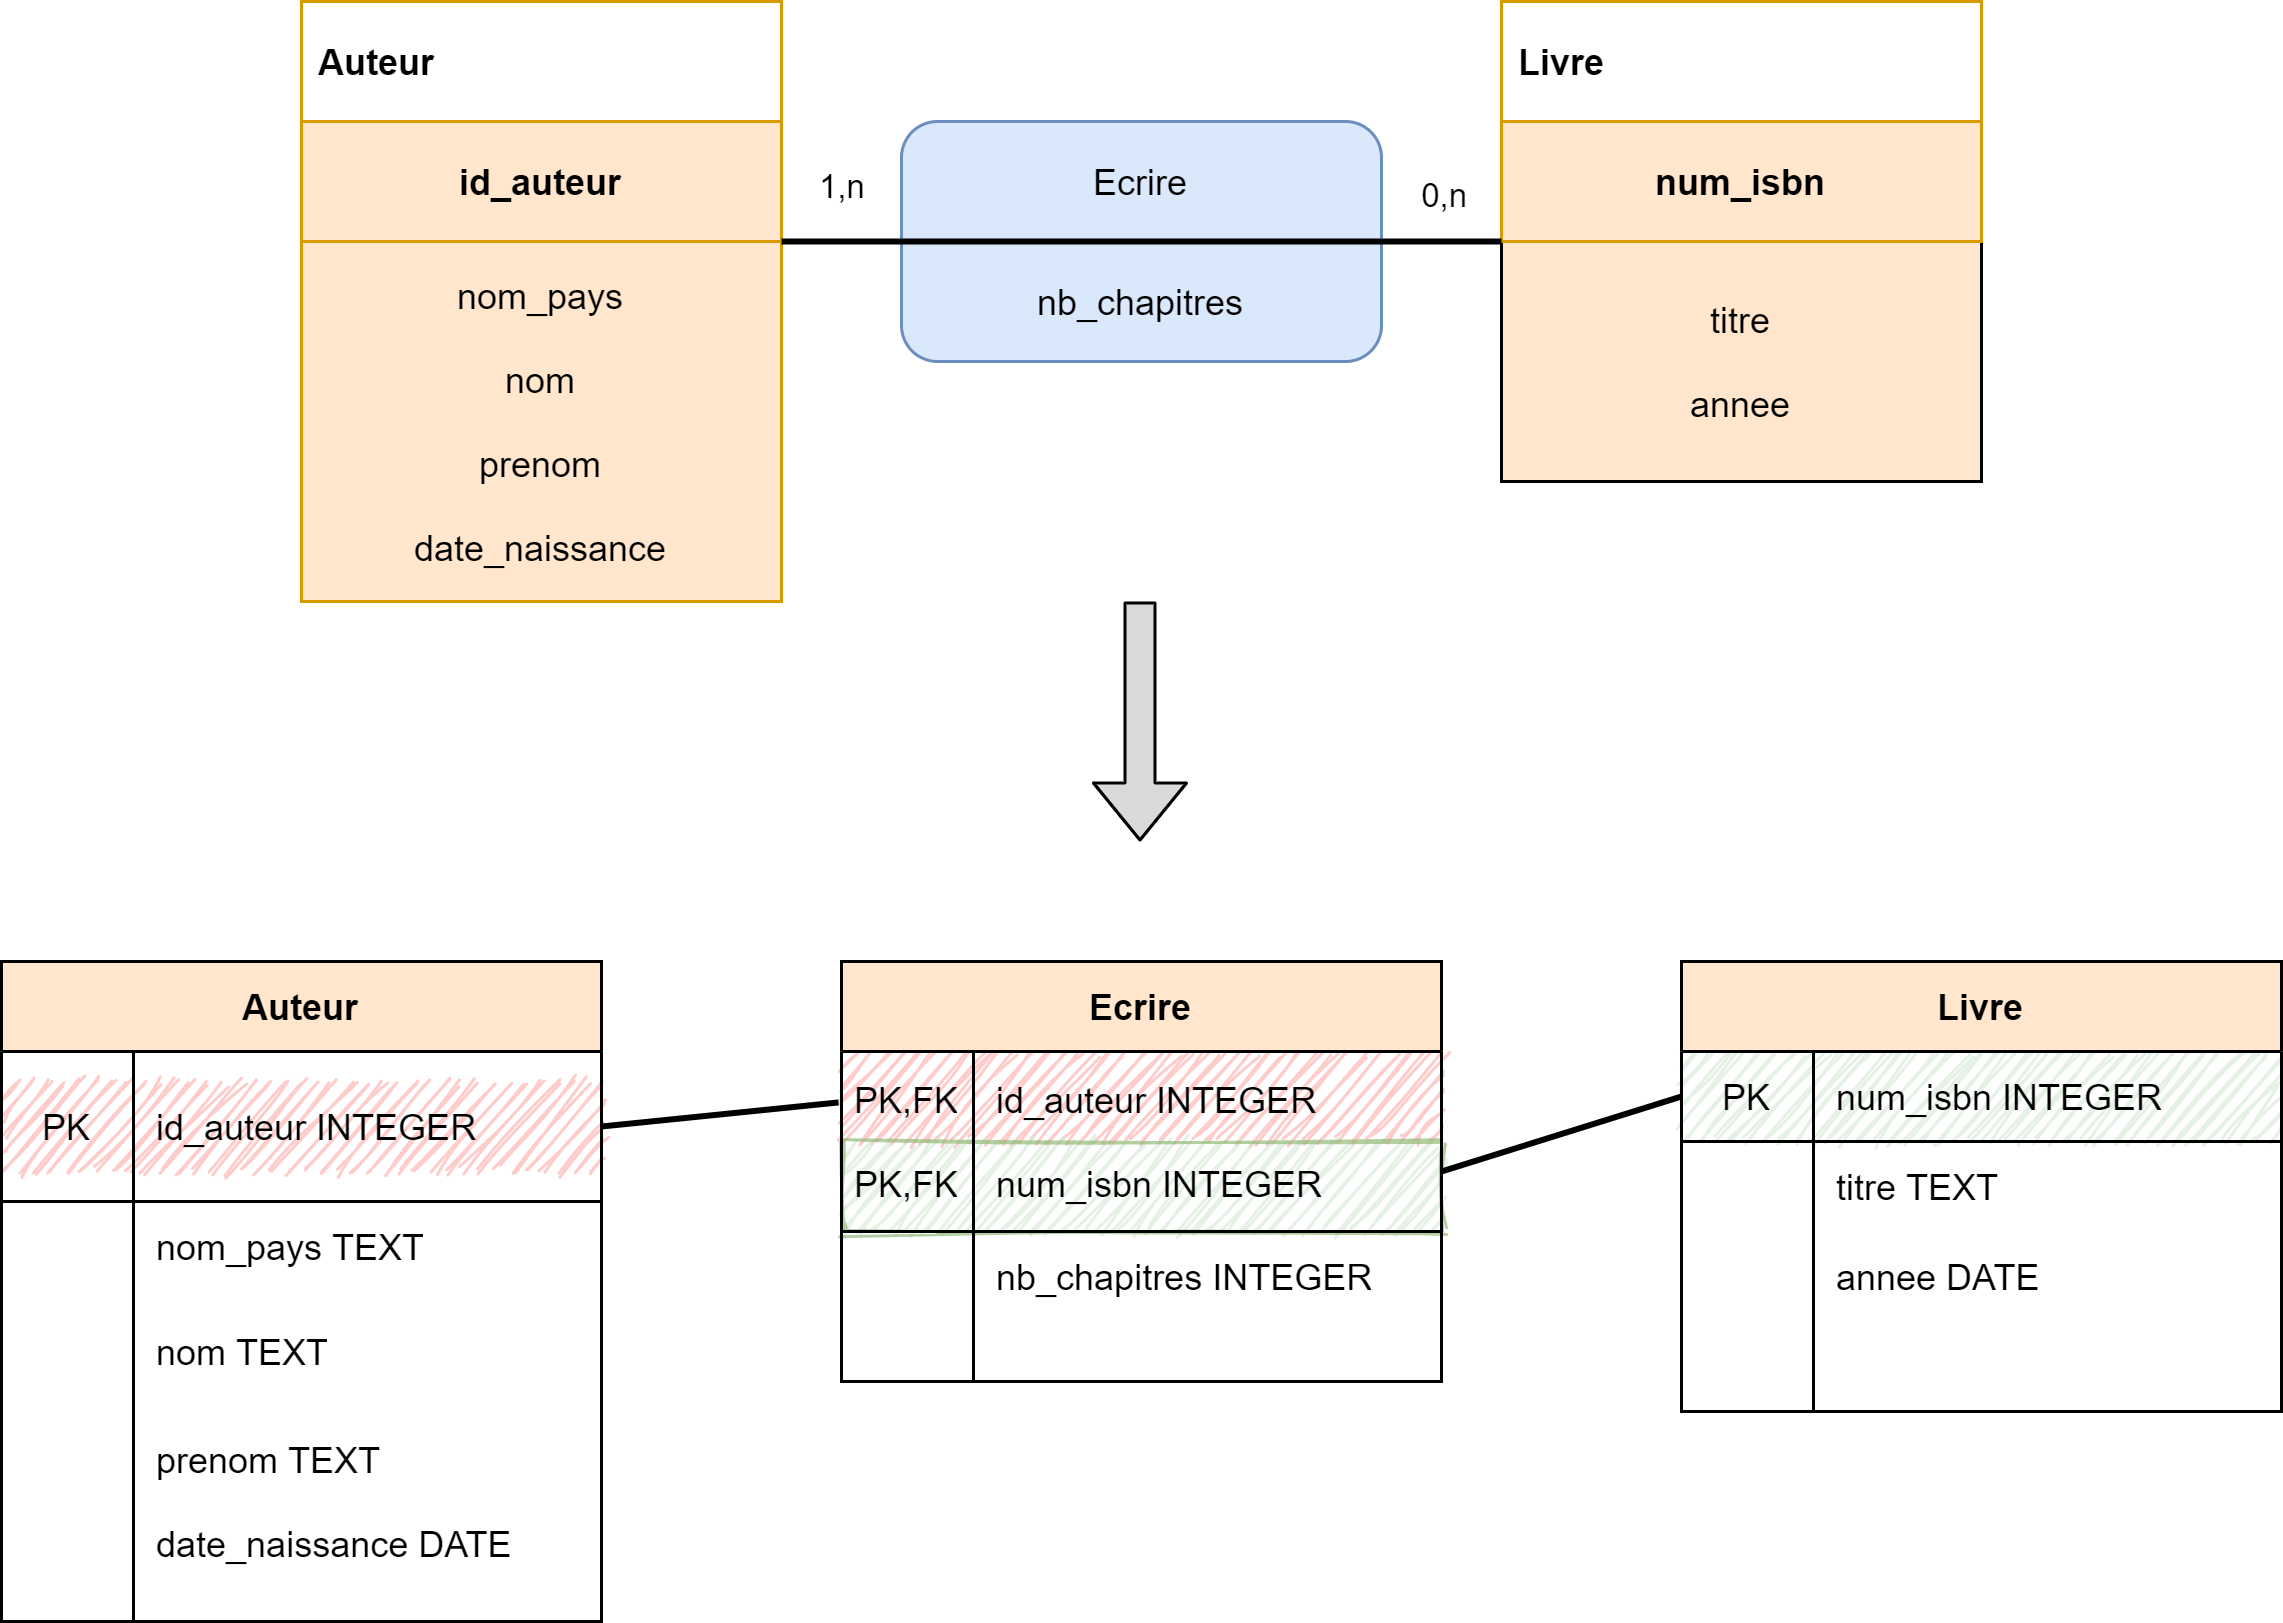 Auteur
id_auteur
nom_pays
nom
prenom
date_naissance
1,n
Ecrire
nb_chapitres
0,n
Livre
num_isbn
titre
annee
Auteur
PK id_auteur INTEGER
nom_pays TEXT
nom TEXT
prenom TEXT
date_naissance DATE
Ecrire
PK,FK id_auteur INTEGER
PK,FK num_isbn INTEGER
nb_chapitres INTEGER
Livre
PK num_isbn INTEGER
titre TEXT
annee DATE